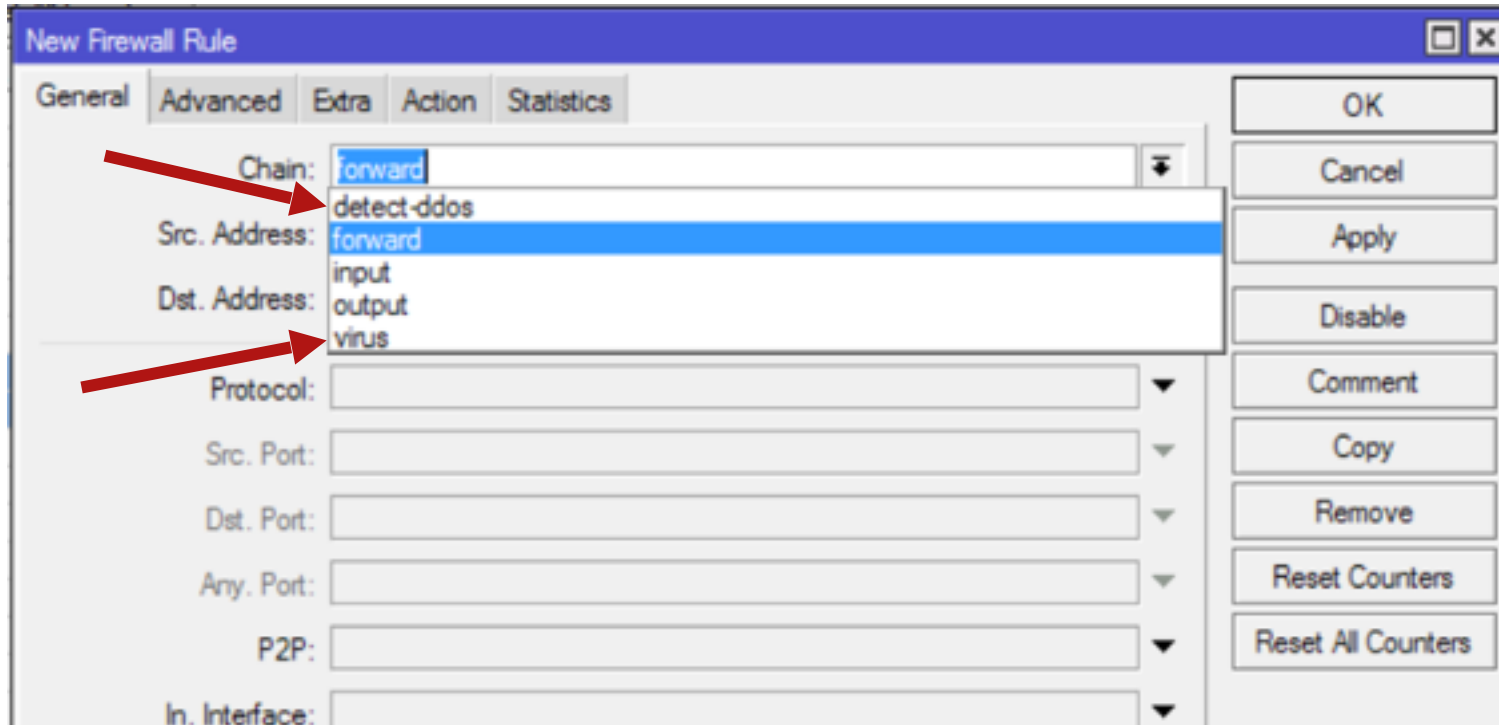 New Firewall Rule
General Advanced Extra Action Statistics
OK
Chain: forward
Cancel
detect-ddos
Src. Address: forward
Apply
input
Dst. Address: output
Disable
virus
Protocol:
Comment
Src. Port:
Copy
Dst. Port:
Remove
Any. Port:
Reset Counters
P2P:
Reset All Counters
In. Interface: